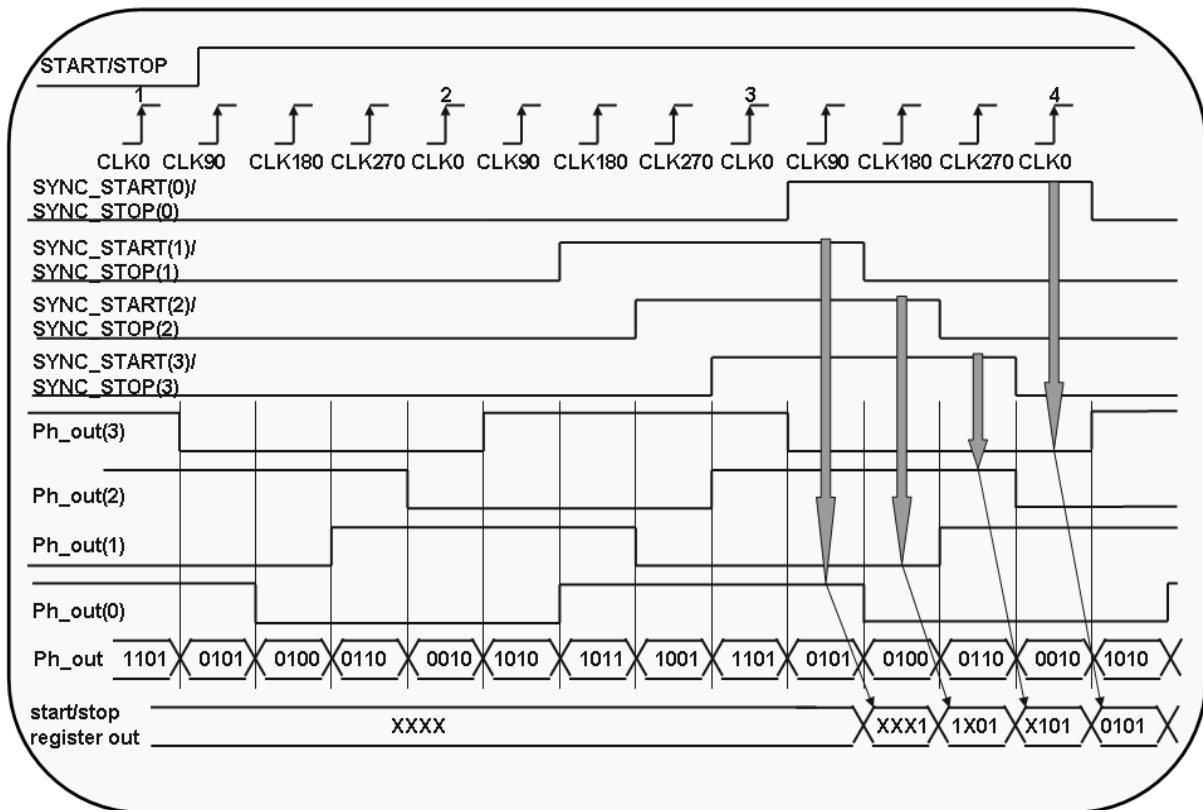 START/STOP
1 2 3 4
CLK0 CLK90 CLK180 CLK270 CLK0 CLK90 CLK180 CLK270 CLK0 CLK90 CLK180 CLK270 CLK0
SYNC_START(0)/
SYNC_STOP(0)
SYNC_START(1)/
SYNC_STOP(1)
SYNC_START(2)/
SYNC_STOP(2)
SYNC_START(3)/
SYNC_STOP(3)
Ph_out(3)
Ph_out(2)
Ph_out(1)
Ph_out(0)
Ph_out 1101 0101 0100 0110 0010 1010 1011 1001 1101 0101 0100 0110 0010 1010
start/stop
register out XXXX XXX1 1X01 X101 0101